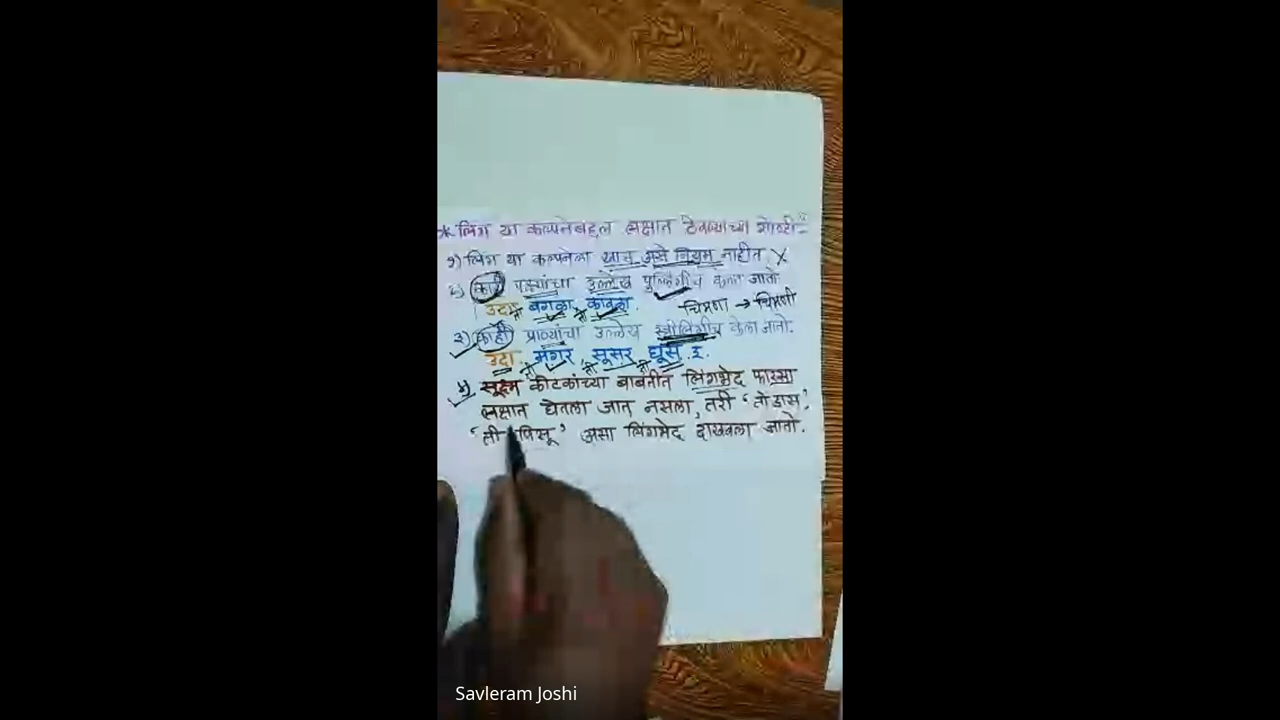 * लिंग या कल्पनेबद्दल लक्षात ठेवण्याच्या गोष्टी -
१) लिंग या कल्पनेला खास असे नियम नाहीत X
२) काही पक्ष्यांचा उल्लेख पुल्लिंगीच केला जातो
उदा. बगळा, कावळा. चिमणा → चिमणी
३) काही प्राण्यांचा उल्लेख स्त्रीलिंगीच केला जातो.
उदा. मगर, सूसर, घूस. इ.
४) सूक्ष्म कीटकांच्या बाबतीत लिंगभेद फारसा
लक्षात घेतला जात नसला, तरी 'तो डास',
'ती पिसू' असा लिंगभेद दाखवला जातो.
Savleram Joshi